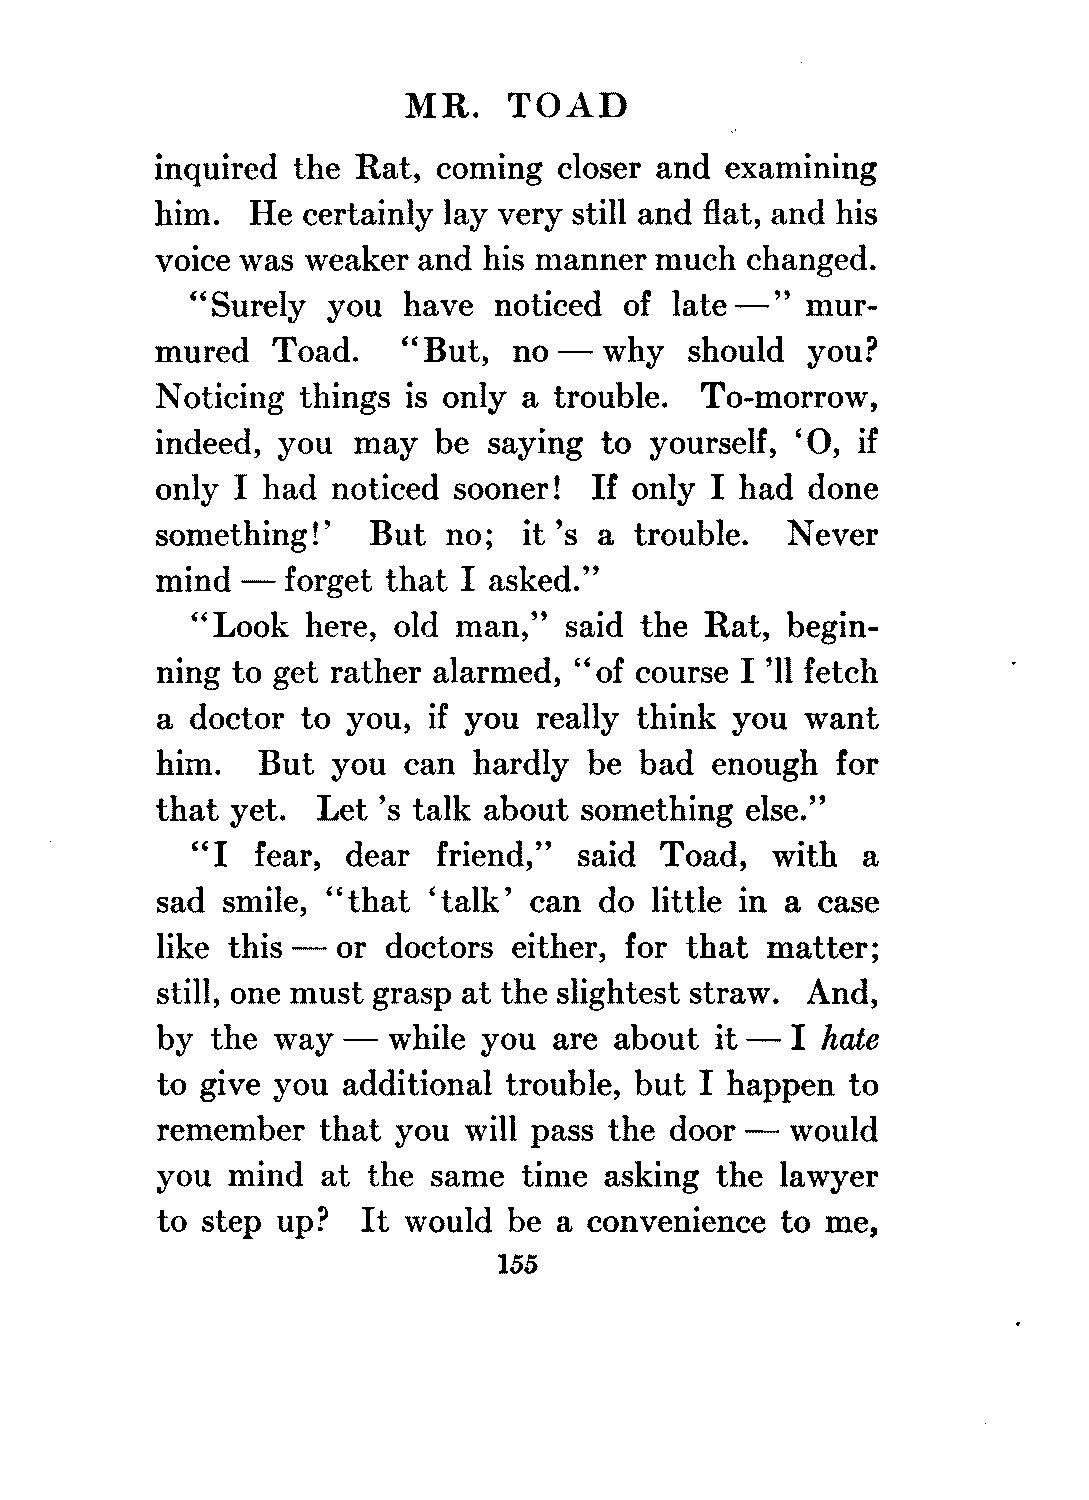 MR. TOAD
inquired the Rat, coming closer and examining
him. He certainly lay very still and flat, and his
voice was weaker and his manner much changed.
“Surely you have noticed of late—” mur-
mured Toad. “But, no — why should you?
Noticing things is only a trouble. To-morrow,
indeed, you may be saying to yourself, ‘O, if
only I had noticed sooner! If only I had done
something!’ But no; it ’s a trouble. Never
mind — forget that I asked.”
“Look here, old man,” said the Rat, begin-
ning to get rather alarmed, “of course I ’ll fetch
a doctor to you, if you really think you want
him. But you can hardly be bad enough for
that yet. Let ’s talk about something else.”
“I fear, dear friend,” said Toad, with a
sad smile, “that ‘talk’ can do little in a case
like this — or doctors either, for that matter;
still, one must grasp at the slightest straw. And,
by the way — while you are about it — I hate
to give you additional trouble, but I happen to
remember that you will pass the door — would
you mind at the same time asking the lawyer
to step up? It would be a convenience to me,
155